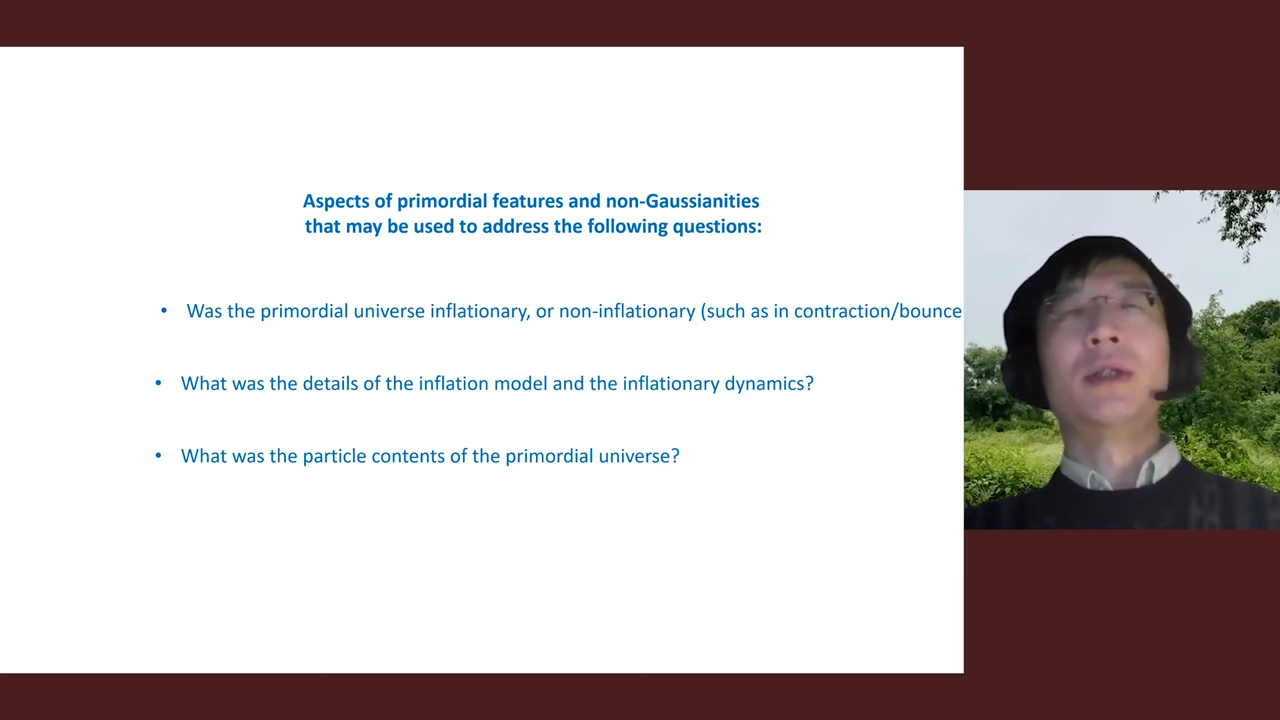 Aspects of primordial features and non-Gaussianities
that may be used to address the following questions:
• Was the primordial universe inflationary, or non-inflationary (such as in contraction/bounce
• What was the details of the inflation model and the inflationary dynamics?
• What was the particle contents of the primordial universe?